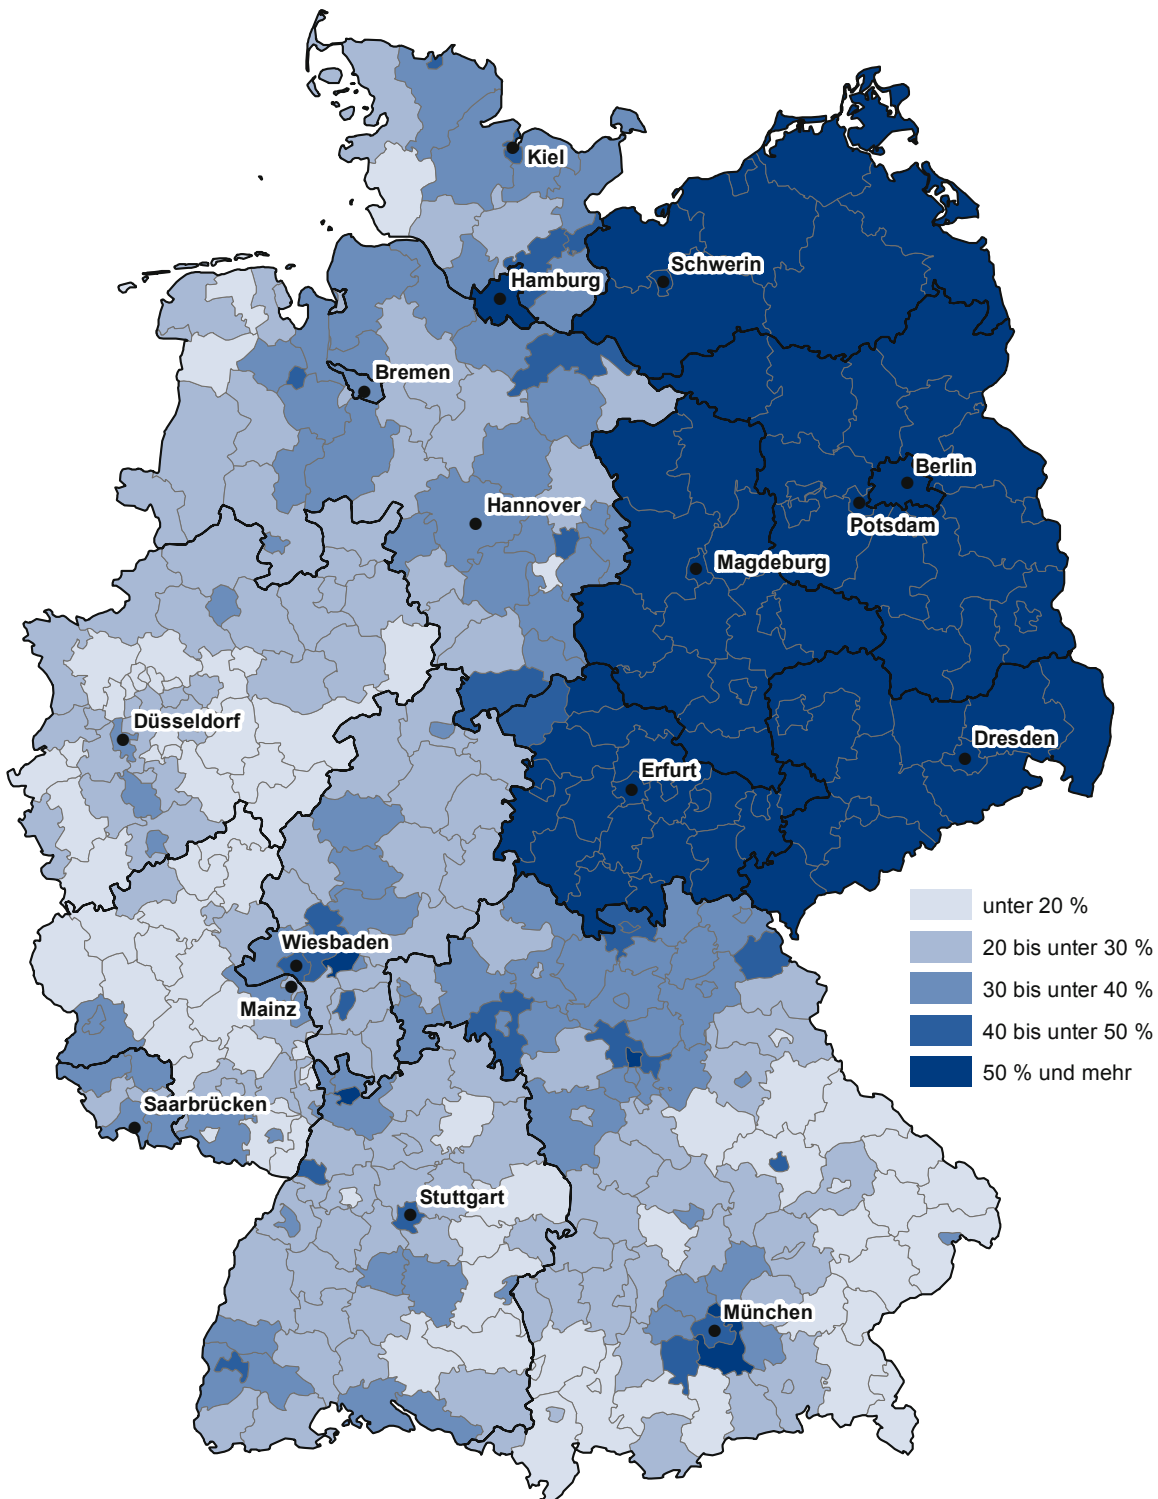 Kiel
Schwerin
Hamburg
Bremen
Berlin
Hannover
Potsdam
Magdeburg
Düsseldorf
Dresden
Erfurt
unter 20 %
20 bis unter 30 %
30 bis unter 40 %
40 bis unter 50 %
50 % und mehr
Wiesbaden
Mainz
Saarbrücken
Stuttgart
München